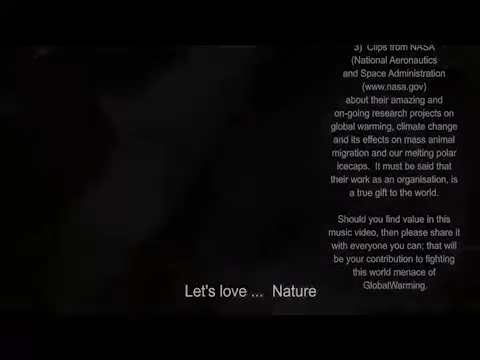 3) Clips from NASA
(National Aeronautics
and Space Administration
(www.nasa.gov)
about their amazing and
on-going research projects on
global warming, climate change
and its effects on mass animal
migration and our melting polar
icecaps. It must be said that
their work as an organisation, is
a true gift to the world.
Should you find value in this
music video, then please share it
with everyone you can; that will
be your contribution to fighting
this world menace of
GlobalWarming.
Let's love ... Nature